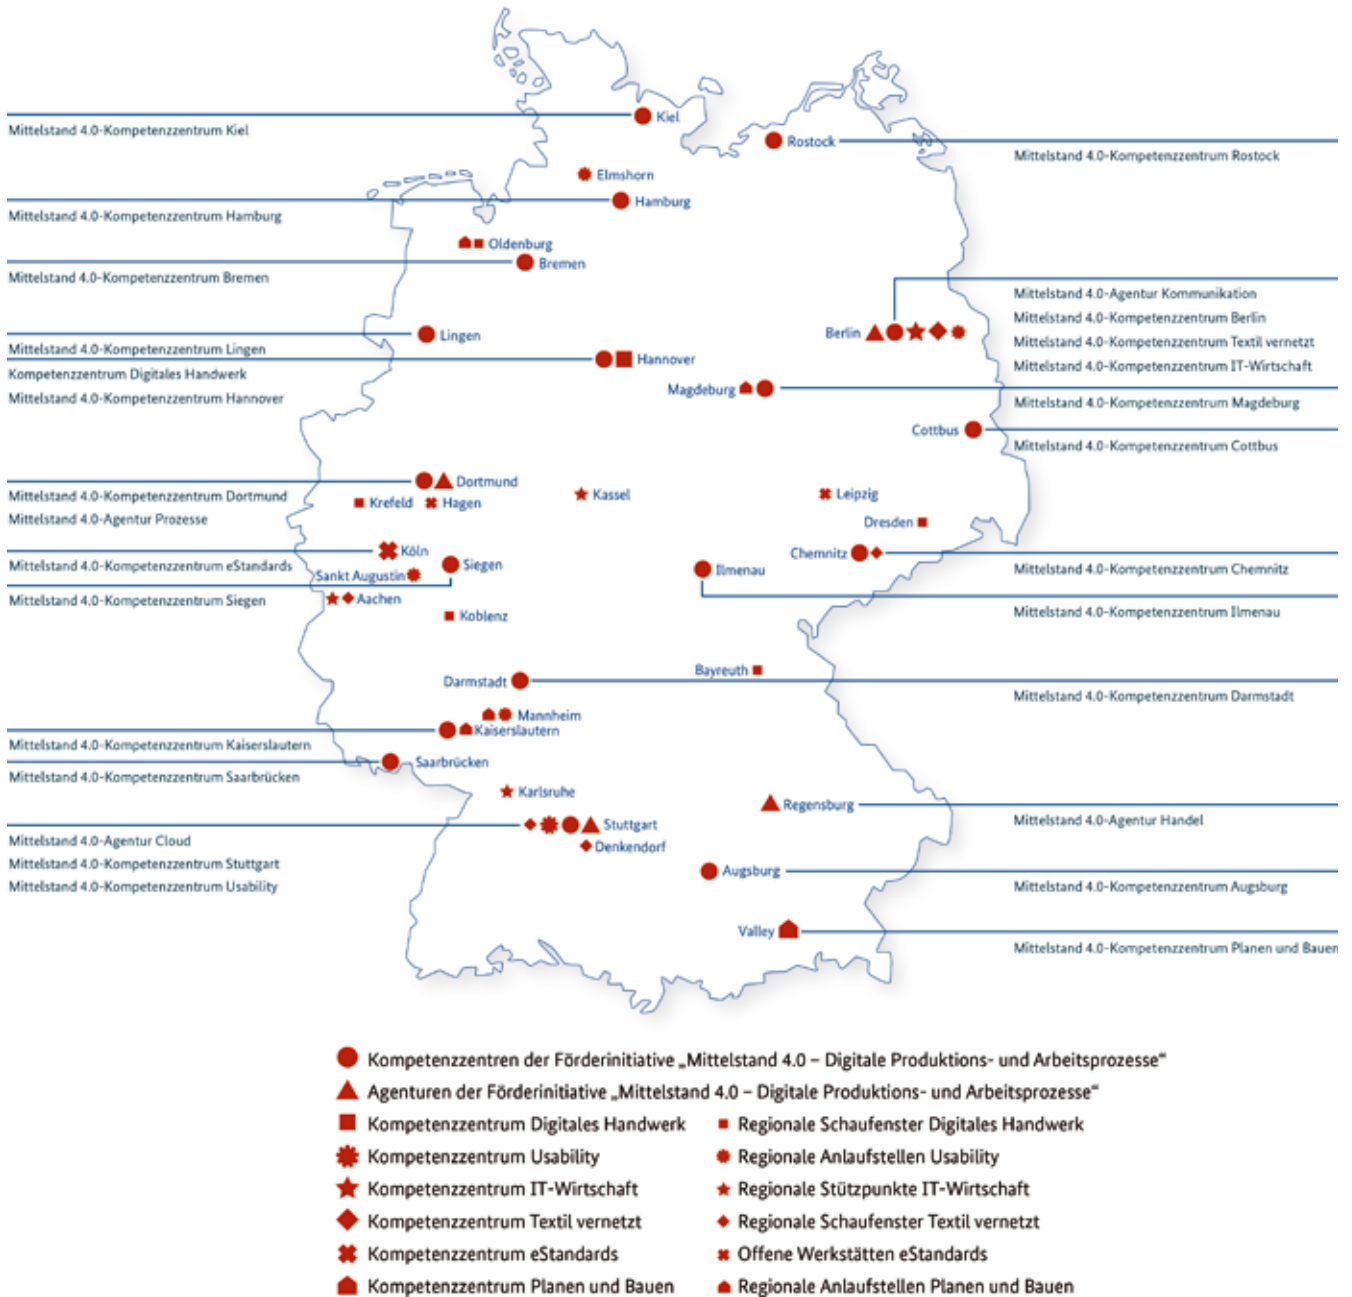 Kiel
Mittelstand 4.0-Kompetenzzentrum Kiel
Rostock
Mittelstand 4.0-Kompetenzzentrum Rostock
Elmshorn
Hamburg
Mittelstand 4.0-Kompetenzzentrum Hamburg
Oldenburg
Bremen
Mittelstand 4.0-Kompetenzzentrum Bremen
Mittelstand 4.0-Agentur Kommunikation
Mittelstand 4.0-Kompetenzzentrum Berlin
Berlin
Mittelstand 4.0-Kompetenzzentrum Textil vernetzt
Mittelstand 4.0-Kompetenzzentrum IT-Wirtschaft
Lingen
Mittelstand 4.0-Kompetenzzentrum Lingen
Hannover
Kompetenzzentrum Digitales Handwerk
Mittelstand 4.0-Kompetenzzentrum Hannover
Magdeburg
Mittelstand 4.0-Kompetenzzentrum Magdeburg
Cottbus
Mittelstand 4.0-Kompetenzzentrum Cottbus
Dortmund
Mittelstand 4.0-Kompetenzzentrum Dortmund
Mittelstand 4.0-Agentur Prozesse
Krefeld
Hagen
Kassel
Leipzig
Dresden
Köln
Mittelstand 4.0-Kompetenzzentrum eStandards
Siegen
Chemnitz
Mittelstand 4.0-Kompetenzzentrum Chemnitz
Ilmenau
Sankt Augustin
Mittelstand 4.0-Kompetenzzentrum Siegen
Aachen
Mittelstand 4.0-Kompetenzzentrum Ilmenau
Koblenz
Bayreuth
Darmstadt
Mittelstand 4.0-Kompetenzzentrum Darmstadt
Mannheim
Kaiserslautern
Mittelstand 4.0-Kompetenzzentrum Kaiserslautern
Saarbrücken
Mittelstand 4.0-Kompetenzzentrum Saarbrücken
Karlsruhe
Regensburg
Mittelstand 4.0-Agentur Handel
Stuttgart
Mittelstand 4.0-Agentur Cloud
Denkendorf
Mittelstand 4.0-Kompetenzzentrum Stuttgart
Mittelstand 4.0-Kompetenzzentrum Usability
Augsburg
Mittelstand 4.0-Kompetenzzentrum Augsburg
Valley
Mittelstand 4.0-Kompetenzzentrum Planen und Bauen
Kompetenzzentren der Förderinitiative „Mittelstand 4.0 – Digitale Produktions- und Arbeitsprozesse“
Agenturen der Förderinitiative „Mittelstand 4.0 – Digitale Produktions- und Arbeitsprozesse“
Kompetenzzentrum Digitales Handwerk
Regionale Schaufenster Digitales Handwerk
Kompetenzzentrum Usability
Regionale Anlaufstellen Usability
Kompetenzzentrum IT-Wirtschaft
Regionale Stützpunkte IT-Wirtschaft
Kompetenzzentrum Textil vernetzt
Regionale Schaufenster Textil vernetzt
Kompetenzzentrum eStandards
Offene Werkstätten eStandards
Kompetenzzentrum Planen und Bauen
Regionale Anlaufstellen Planen und Bauen